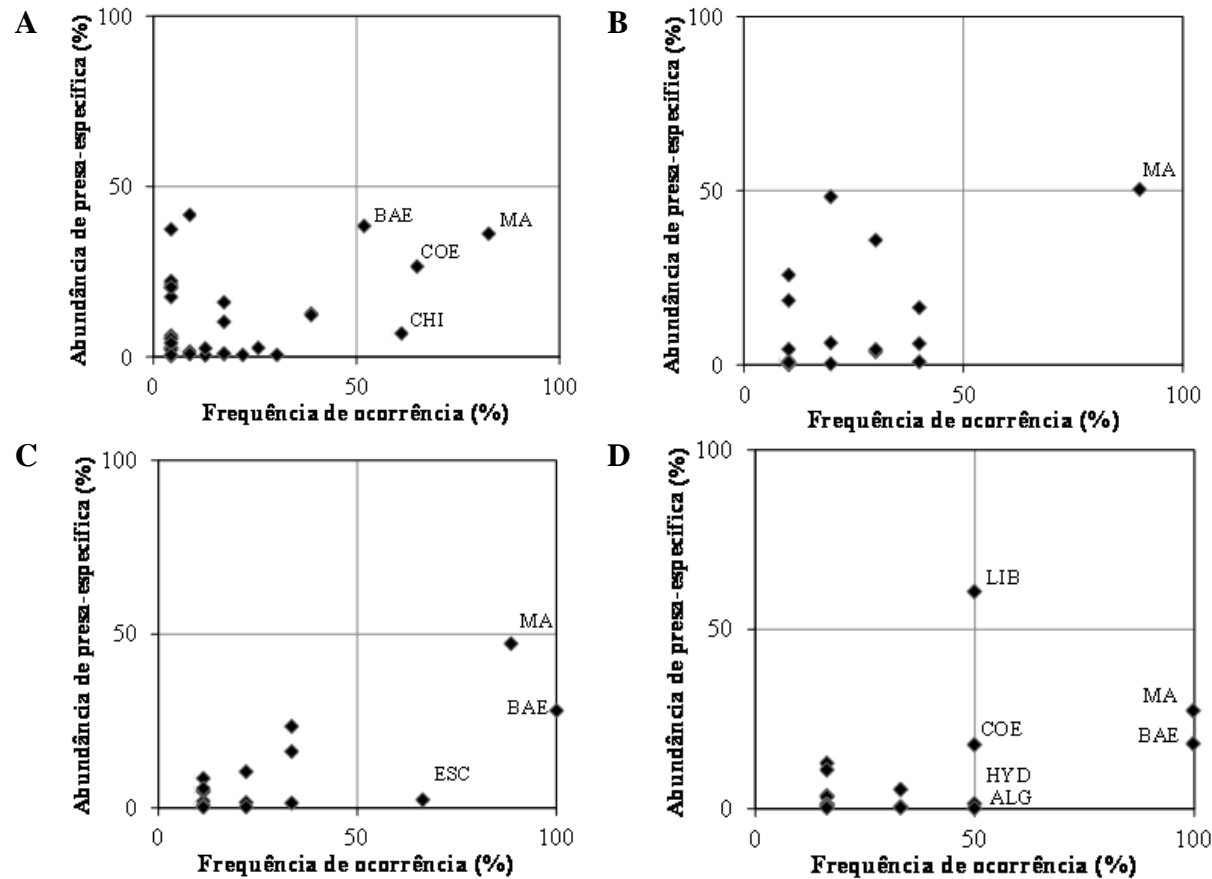 A
Abundância de presa-específica (%)
100
50
0
BAE
MA
COE
CHI
0
50
100
Frequência de ocorrência (%)
B
Abundância de presa-específica (%)
100
50
0
MA
0
50
100
Frequência de ocorrência (%)
C
Abundância de presa-específica (%)
100
50
0
MA
BAE
ESC
0
50
100
Frequência de ocorrência (%)
D
Abundância de presa-específica (%)
100
50
0
LIB
MA
COE
BAE
HYD
ALG
0
50
100
Frequência de ocorrência (%)